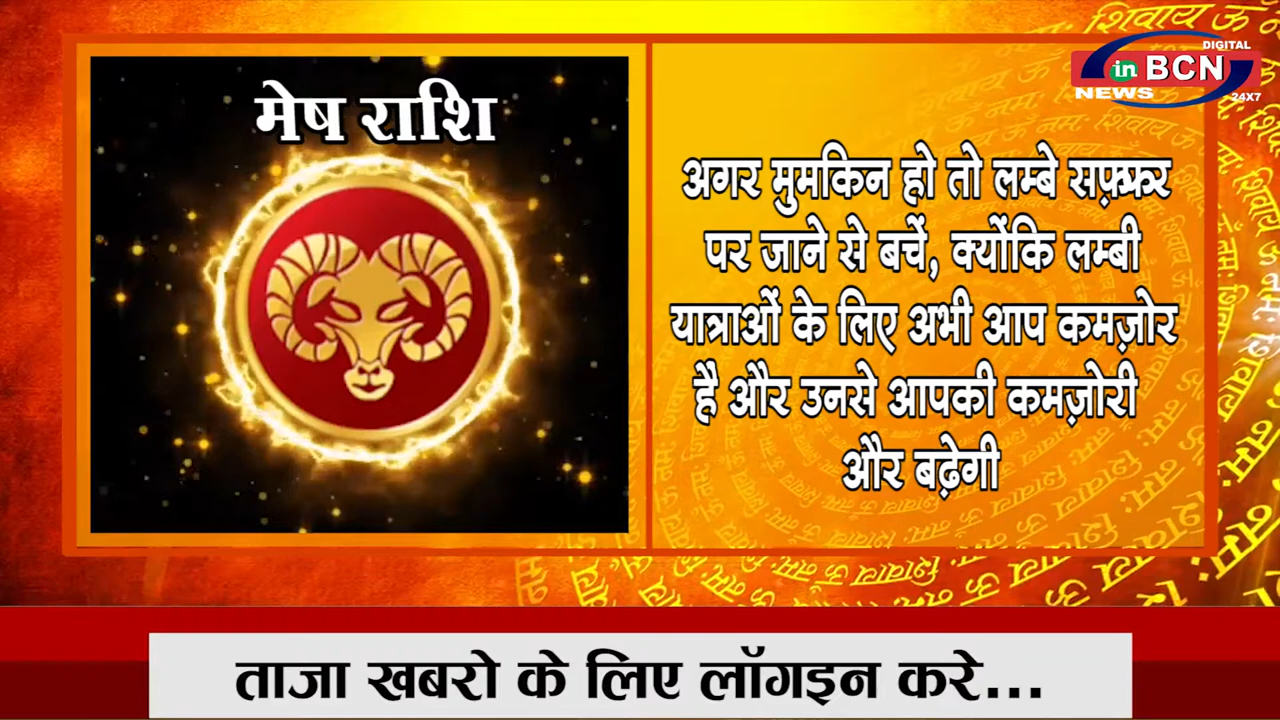 मेष राशि
DIGITAL
in BCN
NEWS 24X7
अगर मुमकिन हो तो लम्बे सफ़र
पर जाने से बचें, क्योंकि लम्बी
यात्राओं के लिए अभी आप कमज़ोर
है और उनसे आपकी कमज़ोरी
और बढ़ेगी
ताजा खबरो के लिए लॉगइन करे...